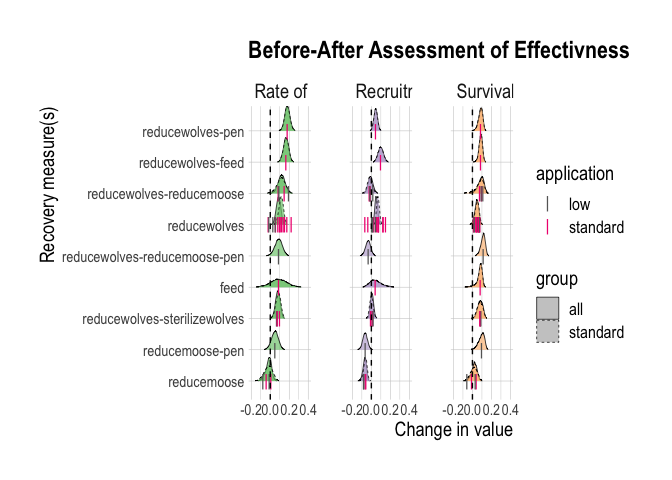 Before-After Assessment of Effectivness
Rate of
Recruitr
Survival
Recovery measure(s)
reducewolves-pen
reducewolves-feed
reducewolves-reducemoose
reducewolves
reducewolves-reducemoose-pen
feed
reducewolves-sterilizewolves
reducemoose-pen
reducemoose
-0.20.00.20.4
-0.20.00.20.4
-0.20.00.20.4
Change in value
application
low
standard
group
all
standard